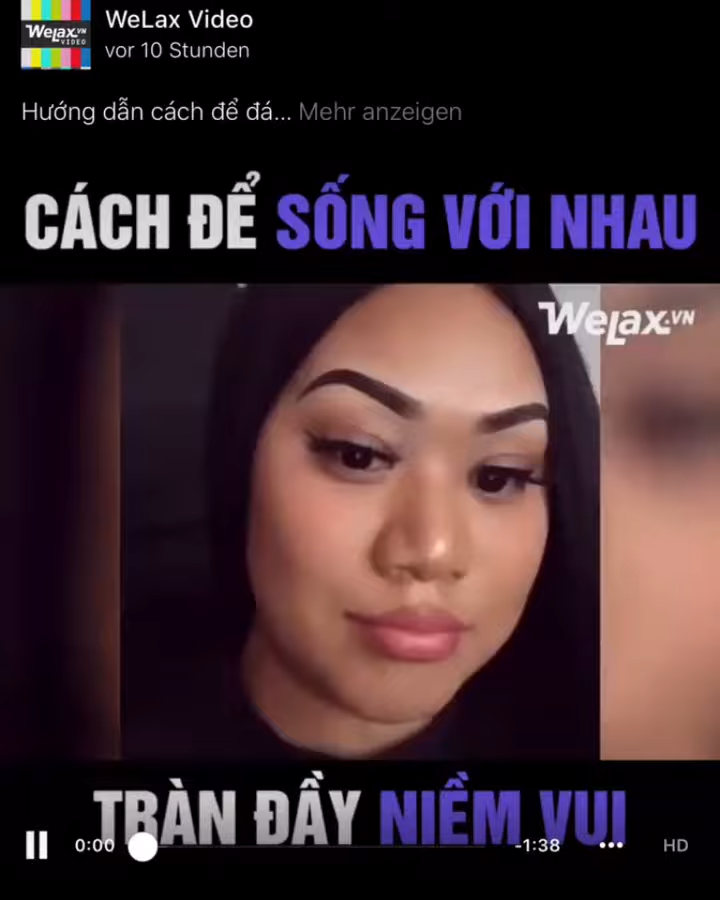 WeLax.VN
VIDEO
WeLax Video
vor 10 Stunden
Hướng dẫn cách để đá... Mehr anzeigen
CÁCH ĐỂ SỐNG VỚI NHAU
WeLax.VN
TRÀN ĐẦY NIỀM VUI
0:00
-1:38
HD